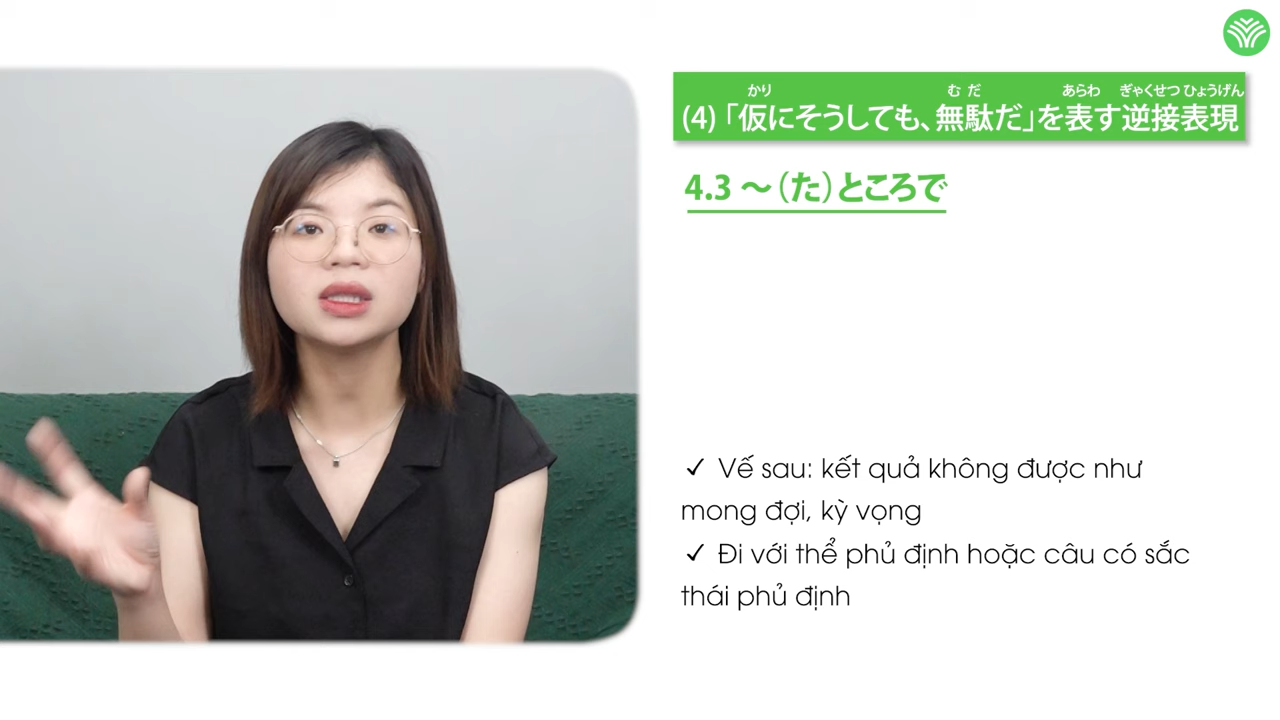 かり むだ あらわ ぎゃくせつ ひょうげん
(4)「仮にそうしても、無駄だ」を表す逆接表現
4.3 ～（た）ところで
✓ Vế sau: kết quả không được như
mong đợi, kỳ vọng
✓ Đi với thể phủ định hoặc câu có sắc
thái phủ định